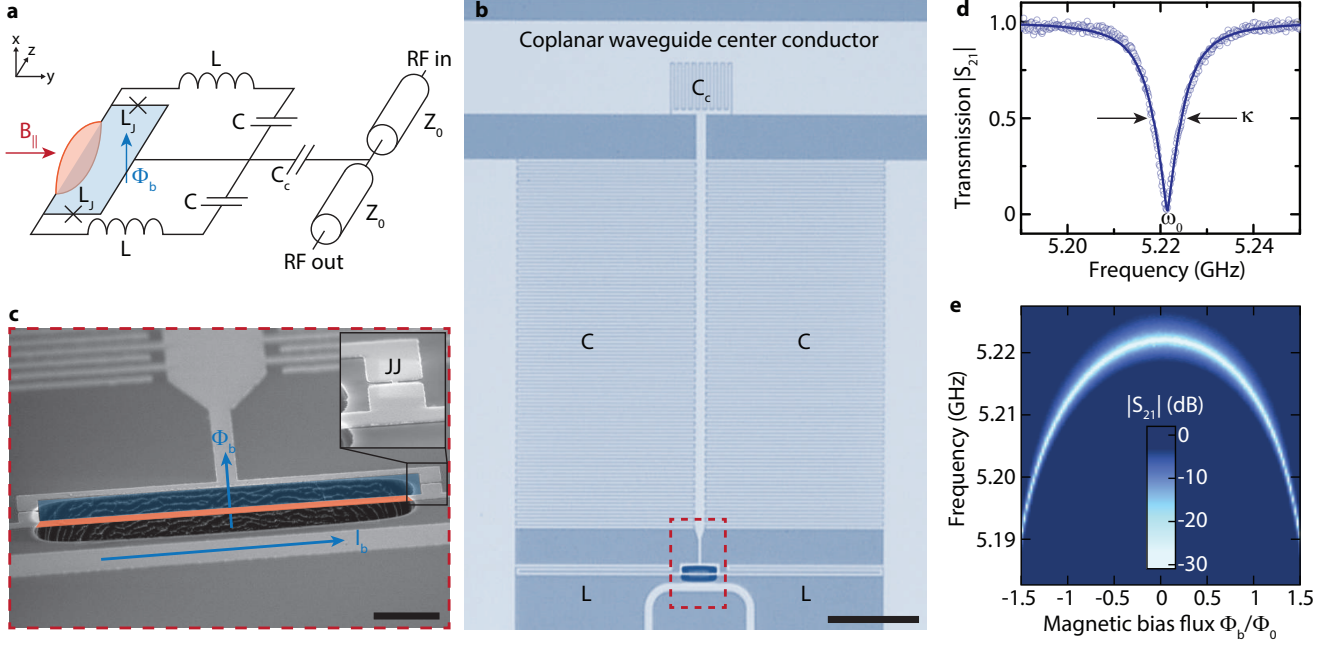 a
x
z
y
L
RF in
L_J
C
Z_0
B_||
Φ_b
C_c
L_J
C
Z_0
L
RF out
b
Coplanar waveguide center conductor
C_c
C
C
L
L
c
JJ
Φ_b
I_b
d
Transmission |S_21|
1.0
0.5
0
κ
ω_0
5.20
5.22
5.24
Frequency (GHz)
e
Frequency (GHz)
5.22
5.21
5.20
5.19
|S_21| (dB)
0
-10
-20
-30
-1.5
-1
-0.5
0
0.5
1
1.5
Magnetic bias flux Φ_b/Φ_0